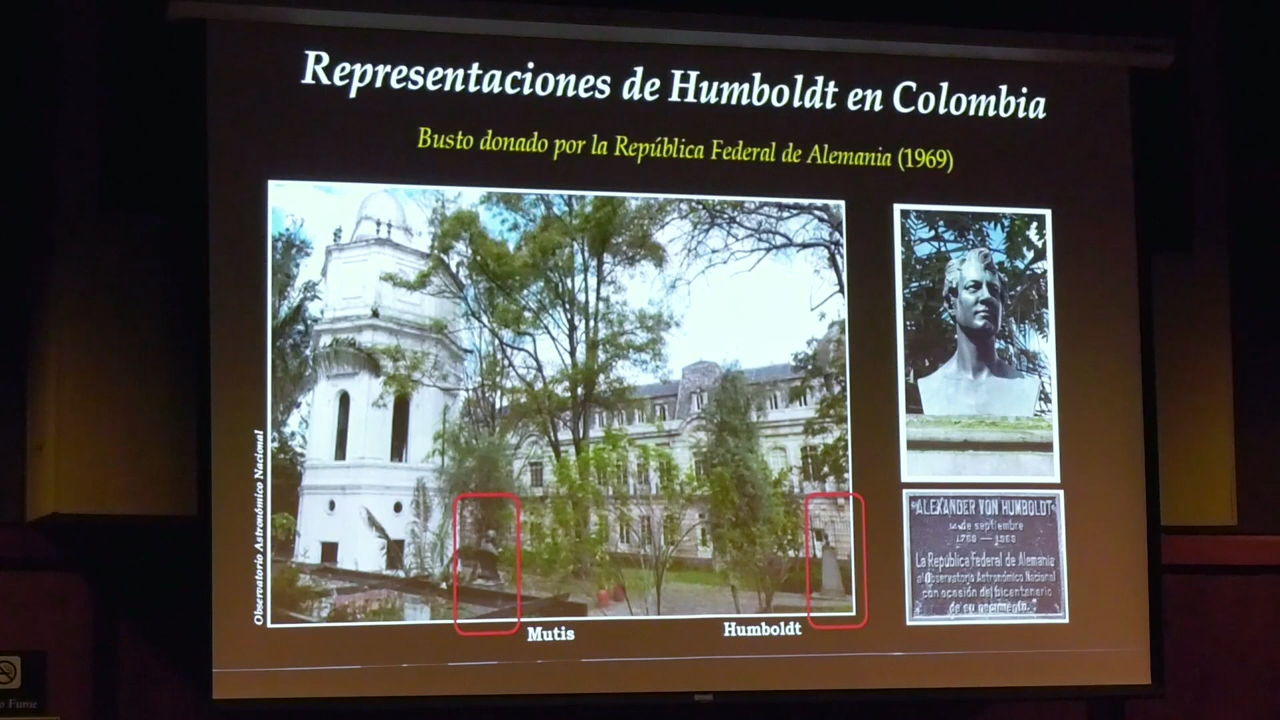 Representaciones de Humboldt en Colombia
Busto donado por la República Federal de Alemania (1969)
Observatorio Astronómico Nacional
Mutis
Humboldt
"ALEXANDER VON HUMBOLDT"
14 de septiembre
1769 — 1969
La República Federal de Alemania
al Observatorio Astronómico Nacional
con ocasión del bicentenario
de su nacimiento.
Fume